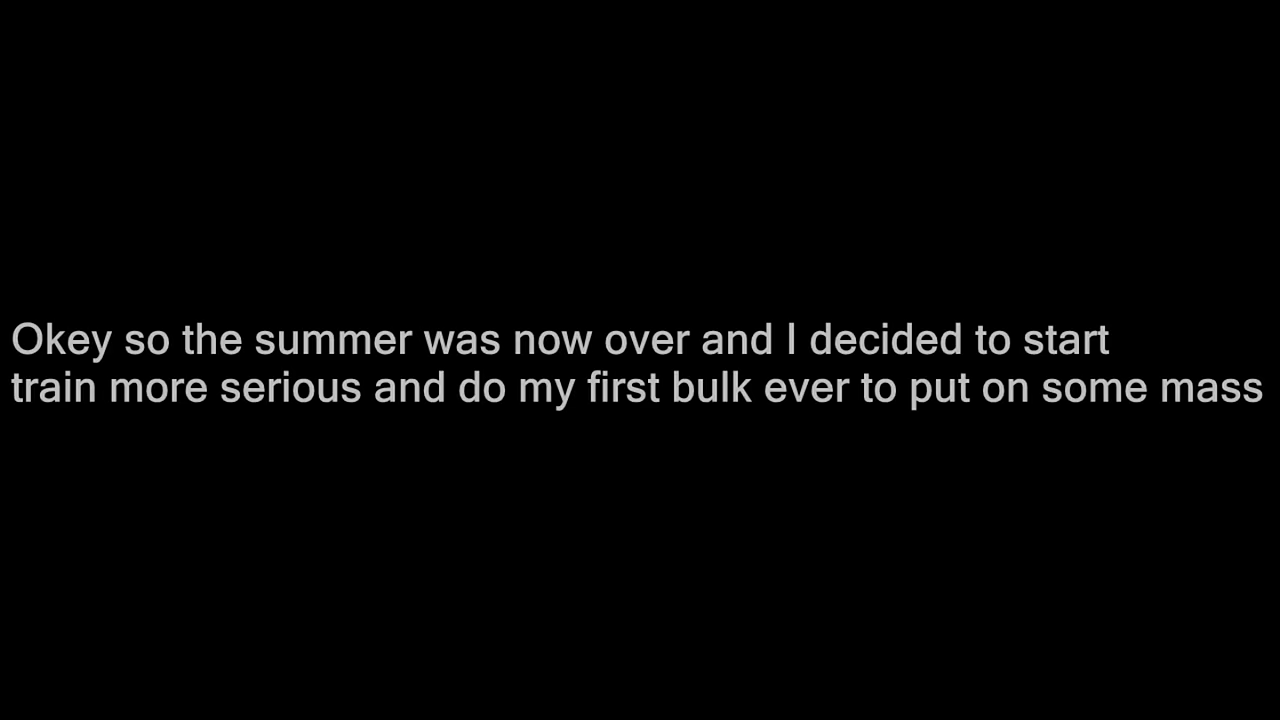 Okey so the summer was now over and I decided to start
train more serious and do my first bulk ever to put on some mass